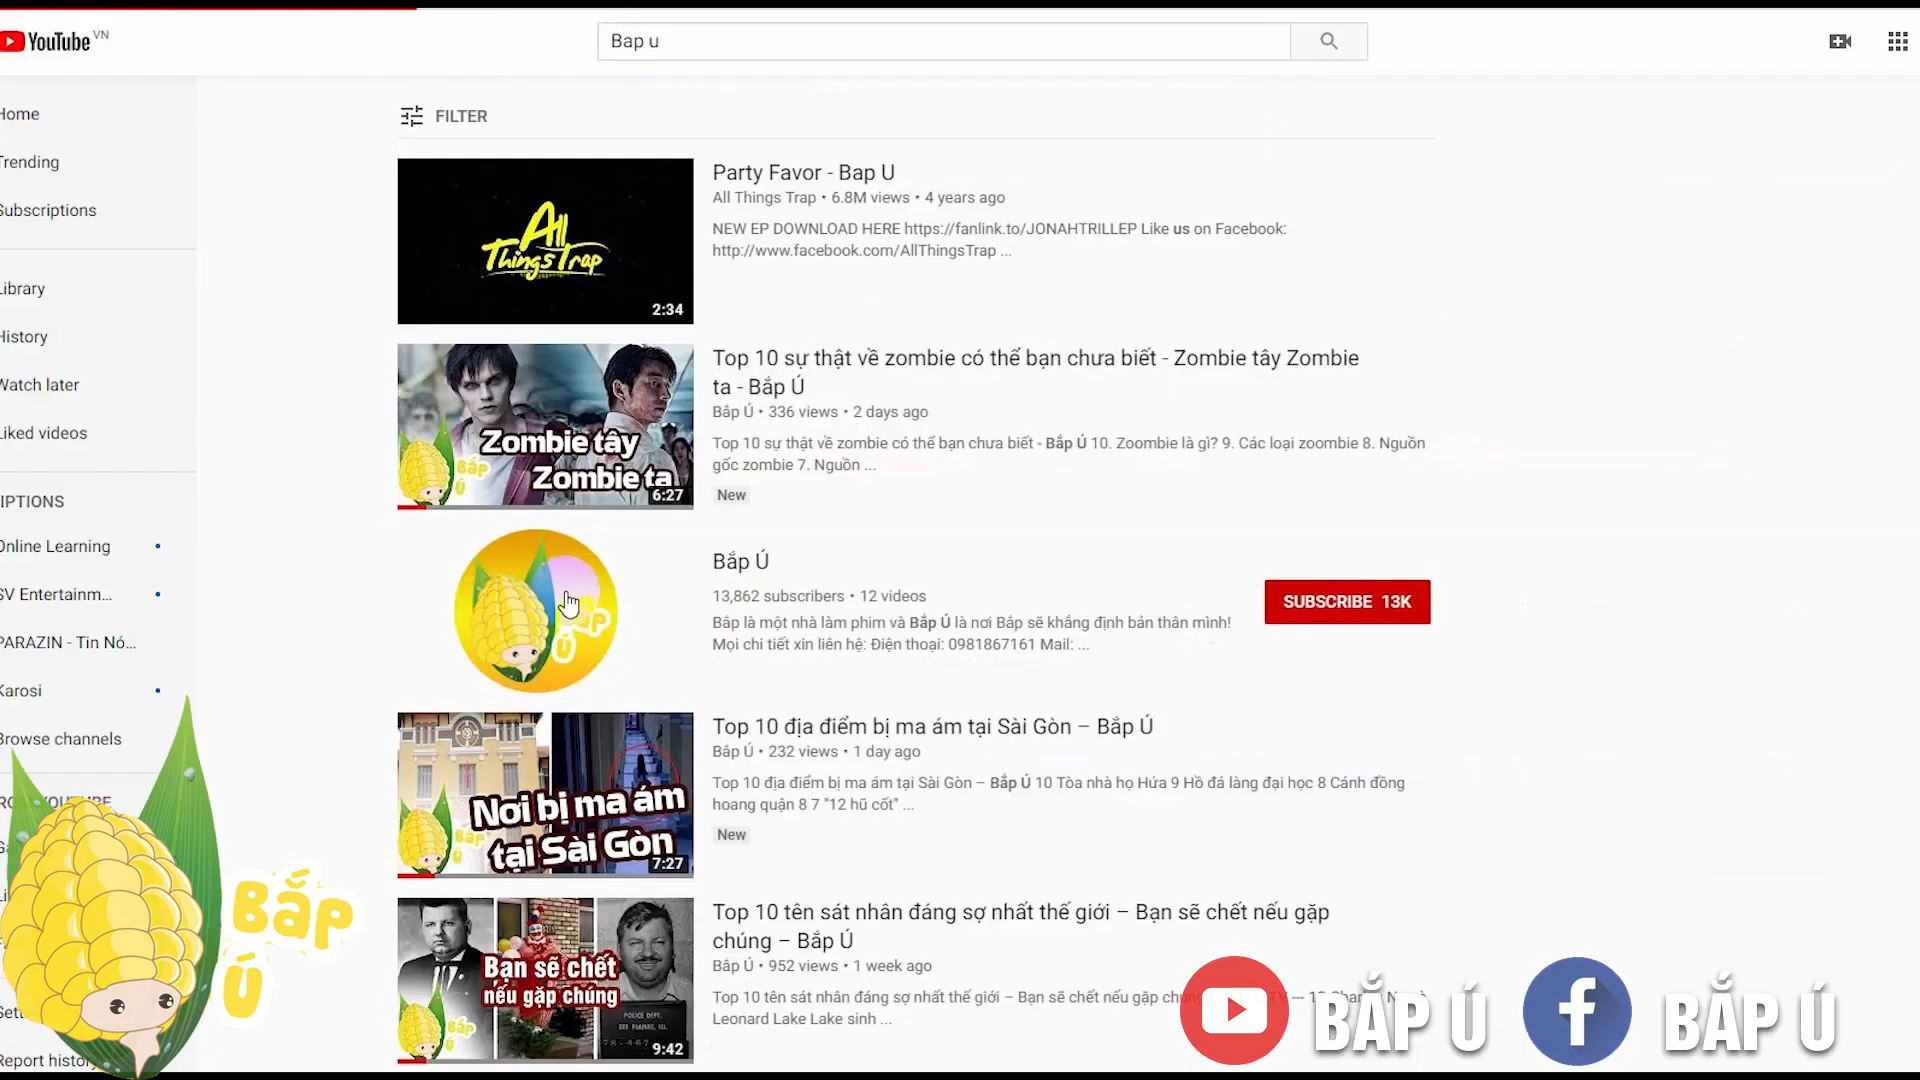 YouTube VN
Bap u
Home
Trending
Subscriptions
Library
History
Watch later
Liked videos
IPTIONS
Online Learning
SV Entertainm...
PARAZIN - Tin Nó...
Karosi
Browse channels
Report history
FILTER
All
Things Trap
2:34
Party Favor - Bap U
All Things Trap • 6.8M views • 4 years ago
NEW EP DOWNLOAD HERE https://fanlink.to/JONAHTRILLEP Like us on Facebook:
http://www.facebook.com/AllThingsTrap ...
Zombie tây
Zombie ta
BẮP
Ú
6:27
Top 10 sự thật về zombie có thể bạn chưa biết - Zombie tây Zombie
ta - Bắp Ú
Bắp Ú • 336 views • 2 days ago
Top 10 sự thật về zombie có thể bạn chưa biết - Bắp Ú 10. Zoombie là gì? 9. Các loại zoombie 8. Nguồn
gốc zombie 7. Nguồn ...
New
Bắp Ú
13,862 subscribers • 12 videos
Bắp là một nhà làm phim và Bắp Ú là nơi Bắp sẽ khẳng định bản thân mình!
Mọi chi tiết xin liên hệ: Điện thoại: 0981867161 Mail: ...
SUBSCRIBE 13K
Nơi bị ma ám
tại Sài Gòn
BẮP
Ú
7:27
Top 10 địa điểm bị ma ám tại Sài Gòn – Bắp Ú
Bắp Ú • 232 views • 1 day ago
Top 10 địa điểm bị ma ám tại Sài Gòn – Bắp Ú 10 Tòa nhà họ Hứa 9 Hồ đá làng đại học 8 Cánh đồng
hoang quận 8 7 "12 hũ cốt" ...
New
Bạn sẽ chết
nếu gặp chúng
BẮP
Ú
POLICE DEPT.
DES PLAINES, ILL.
9:42
Top 10 tên sát nhân đáng sợ nhất thế giới – Bạn sẽ chết nếu gặp
chúng – Bắp Ú
Bắp Ú • 952 views • 1 week ago
Top 10 tên sát nhân đáng sợ nhất thế giới – Bạn sẽ chết nếu gặp
Leonard Lake Lake sinh ...
BẮP
Ú
BẮP Ú
BẮP Ú